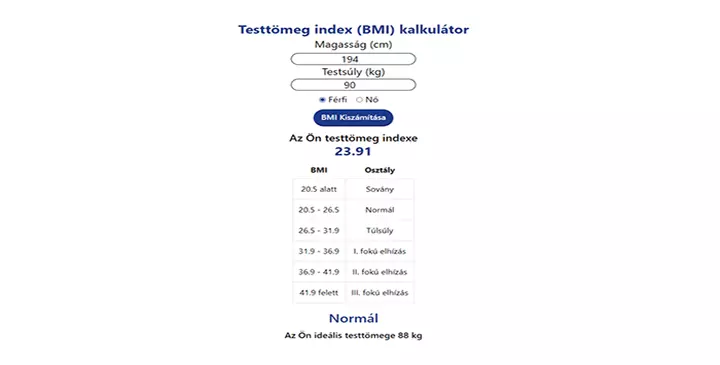 Testtömeg index (BMI) kalkulátor
Magasság (cm)
194
Testsúly (kg)
90
Férfi Nő
BMI Kiszámítása
Az Ön testtömeg indexe
23.91
BMI Osztály
20.5 alatt Sovány
20.5 - 26.5 Normál
26.5 - 31.9 Túlsúly
31.9 - 36.9 I. fokú elhízás
36.9 - 41.9 II. fokú elhízás
41.9 felett III. fokú elhízás
Normál
Az Ön ideális testtömege 88 kg